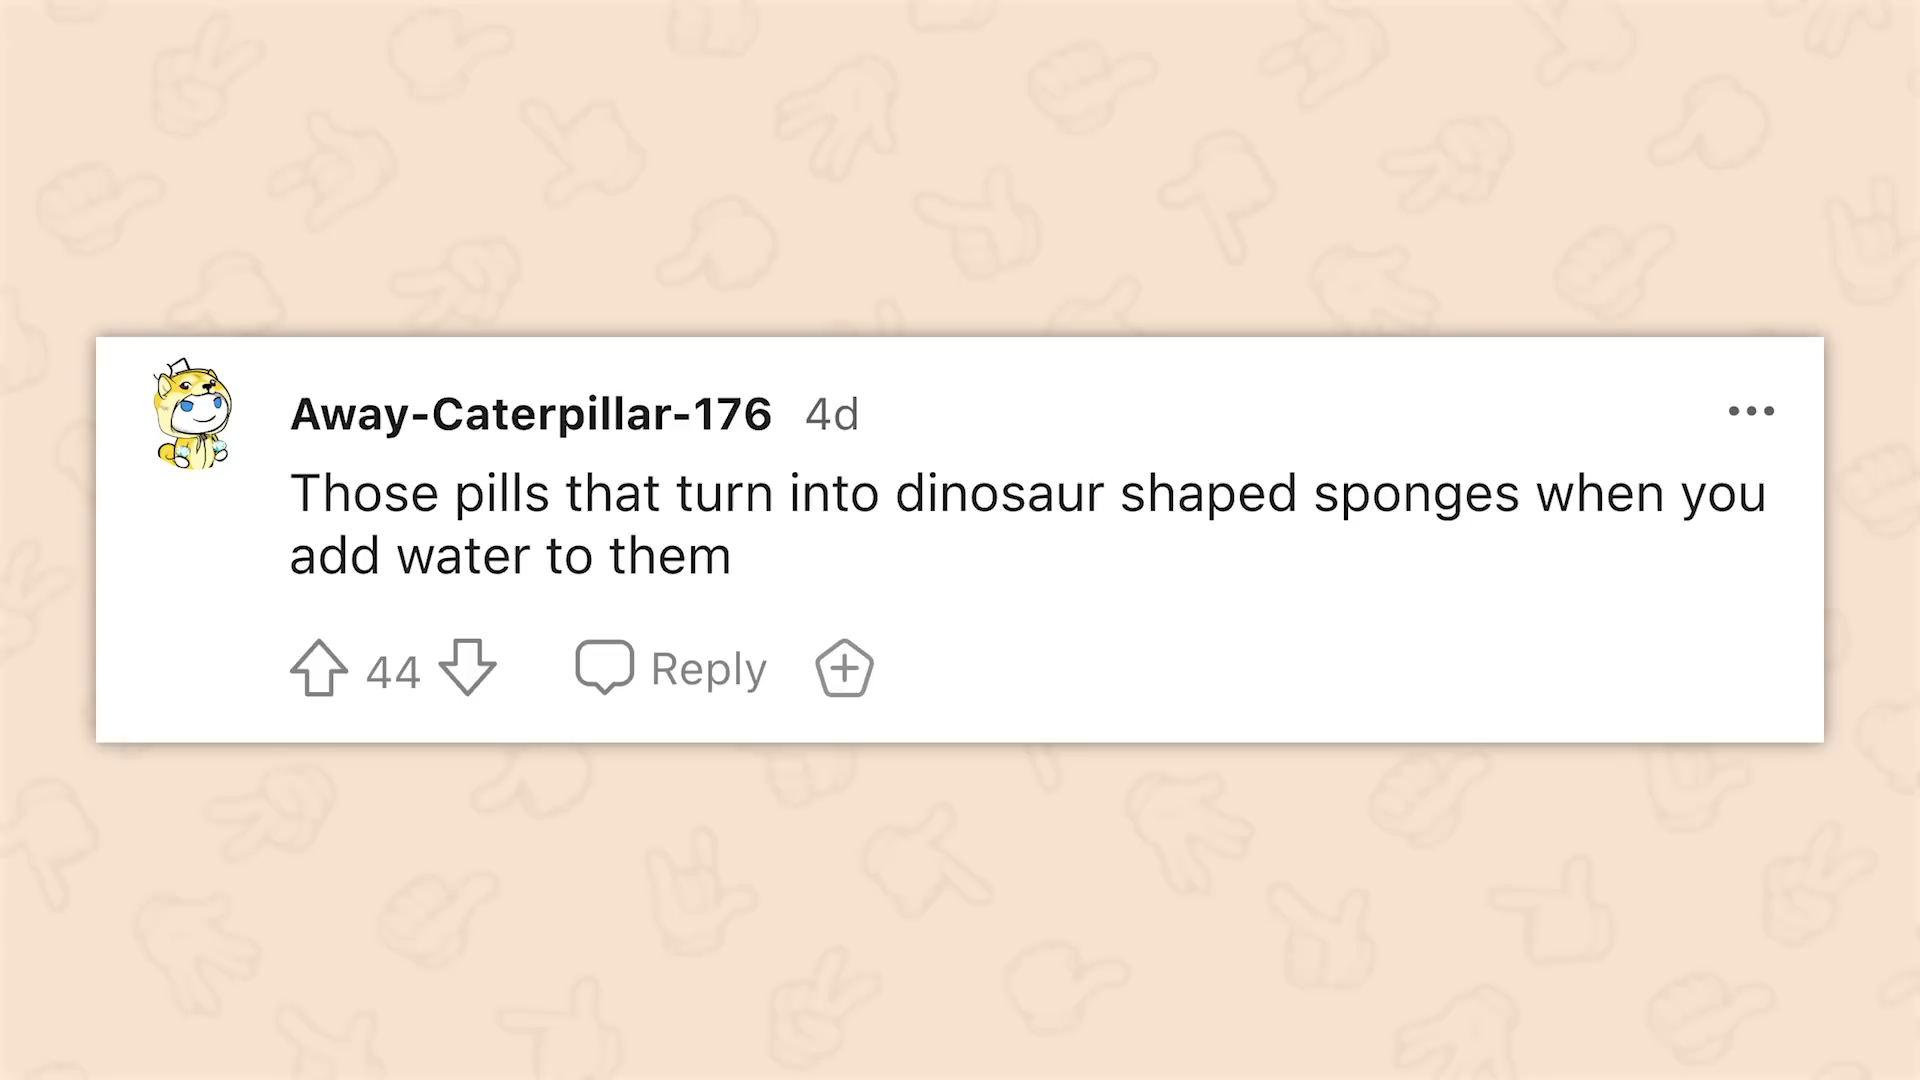 Away-Caterpillar-176 4d
Those pills that turn into dinosaur shaped sponges when you
add water to them
44 Reply